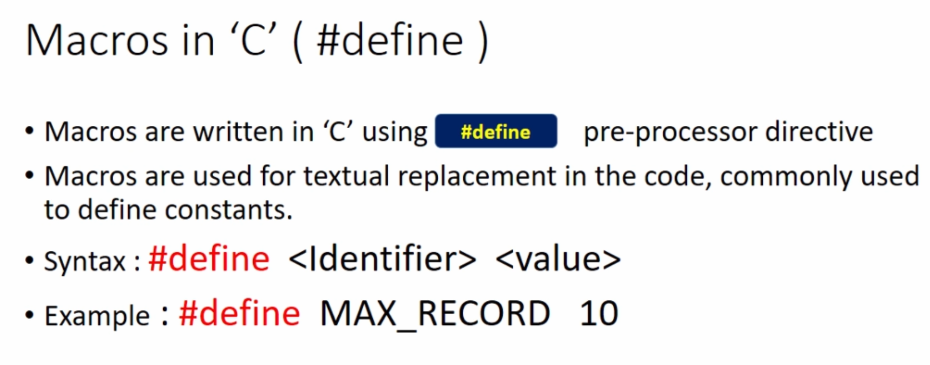 Macros in ‘C’ ( #define )
• Macros are written in ‘C’ using #define pre-processor directive
• Macros are used for textual replacement in the code, commonly used
to define constants.
• Syntax : #define <Identifier> <value>
• Example : #define MAX_RECORD 10